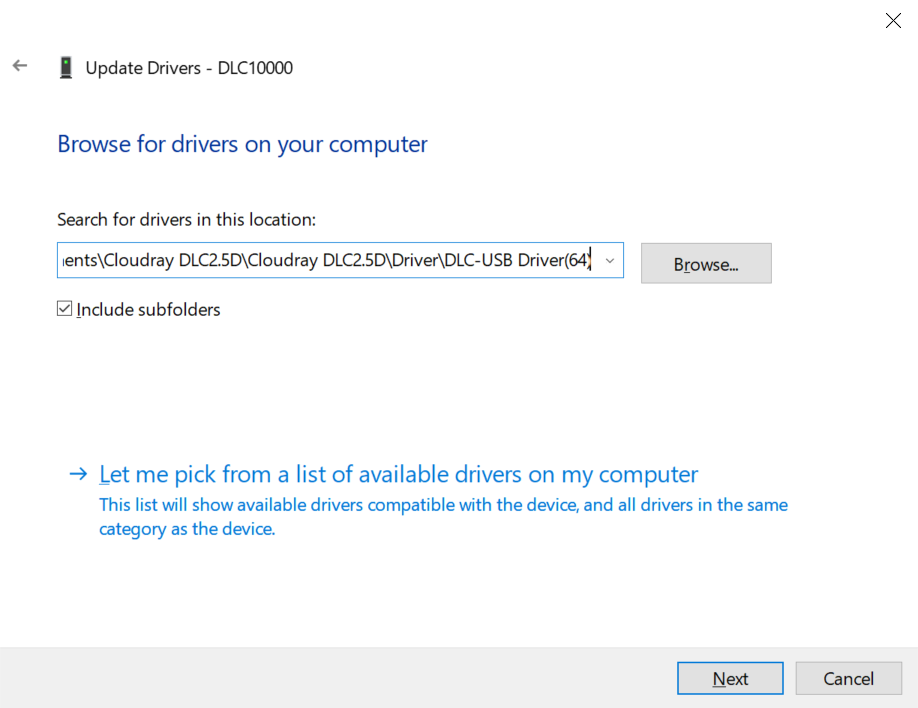 Update Drivers - DLC10000
Browse for drivers on your computer
Search for drivers in this location:
ents\Cloudray DLC2.5D\Cloudray DLC2.5D\Driver\DLC-USB Driver(64)
Browse...
Include subfolders
Let me pick from a list of available drivers on my computer
This list will show available drivers compatible with the device, and all drivers in the same
category as the device.
Next
Cancel